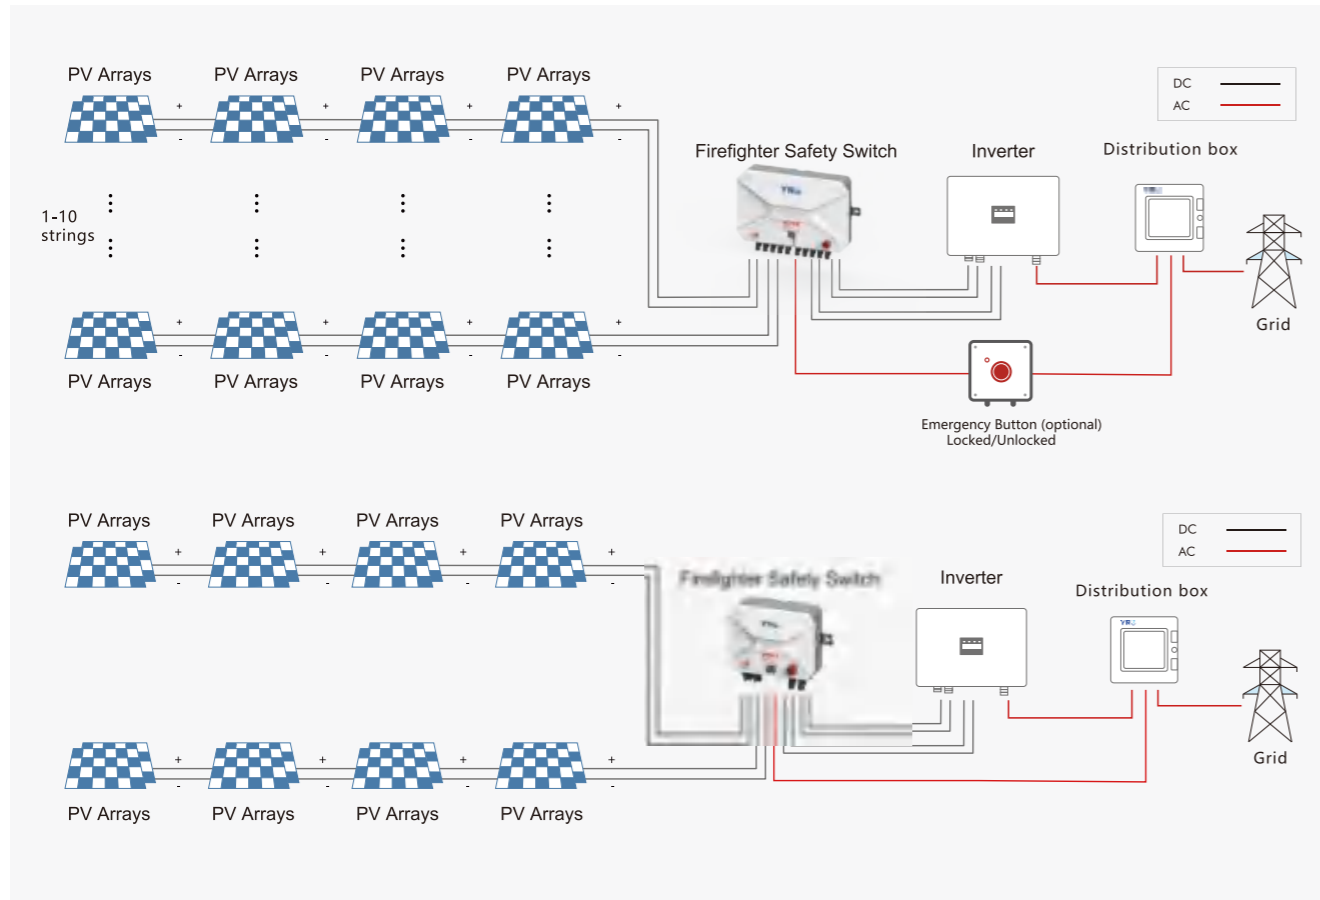 PV Arrays PV Arrays PV Arrays PV Arrays
+ + + +
- - - -
DC
AC
Firefighter Safety Switch
Inverter
Distribution box
1-10
strings
+ + + +
- - - -
PV Arrays PV Arrays PV Arrays PV Arrays
Grid
Emergency Button (optional)
Locked/Unlocked
PV Arrays PV Arrays PV Arrays PV Arrays
+ + + +
- - - -
DC
AC
Firefighter Safety Switch
Inverter
Distribution box
+ + + +
- - - -
PV Arrays PV Arrays PV Arrays PV Arrays
Grid